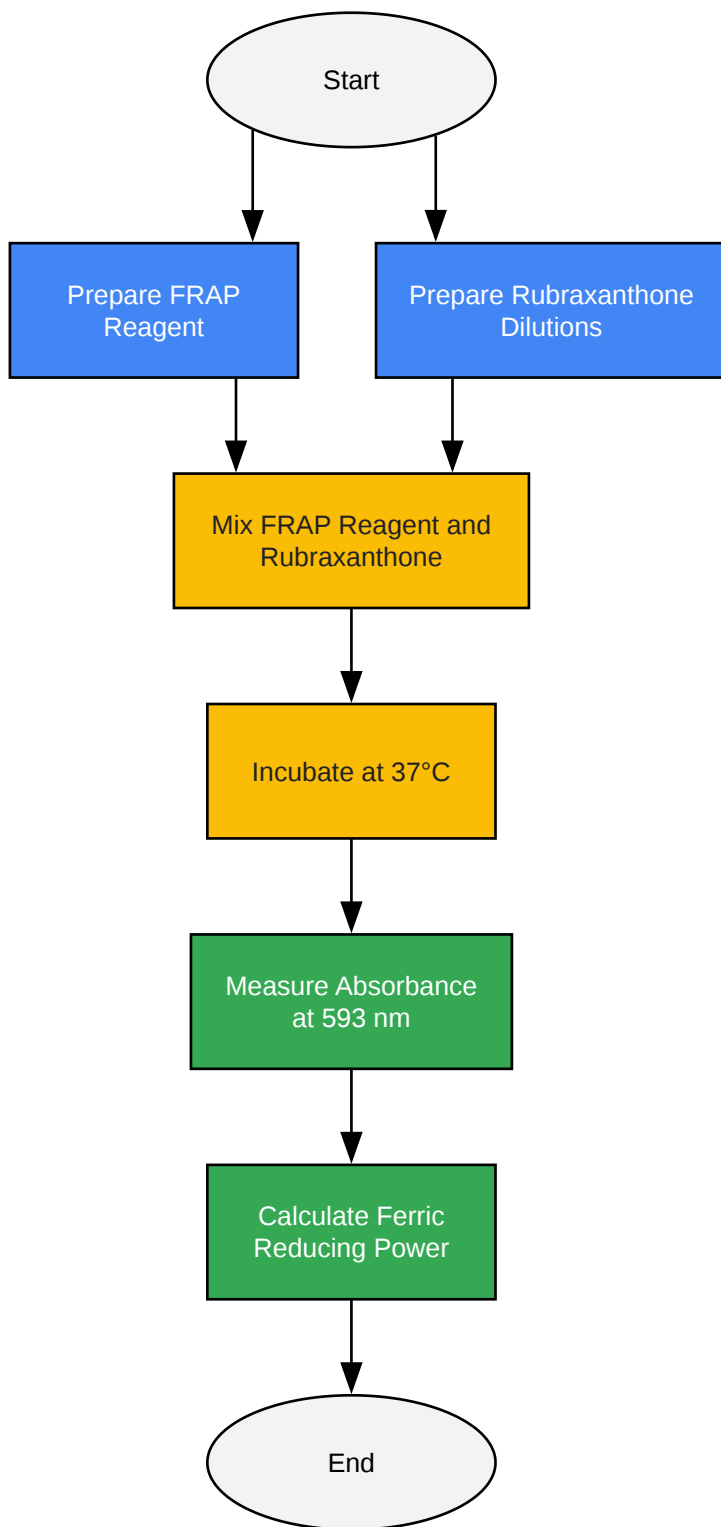 Start
Prepare FRAP
Reagent
Prepare Rubraxanthone
Dilutions
Mix FRAP Reagent and
Rubraxanthone
Incubate at 37°C
Measure Absorbance
at 593 nm
Calculate Ferric
Reducing Power
End